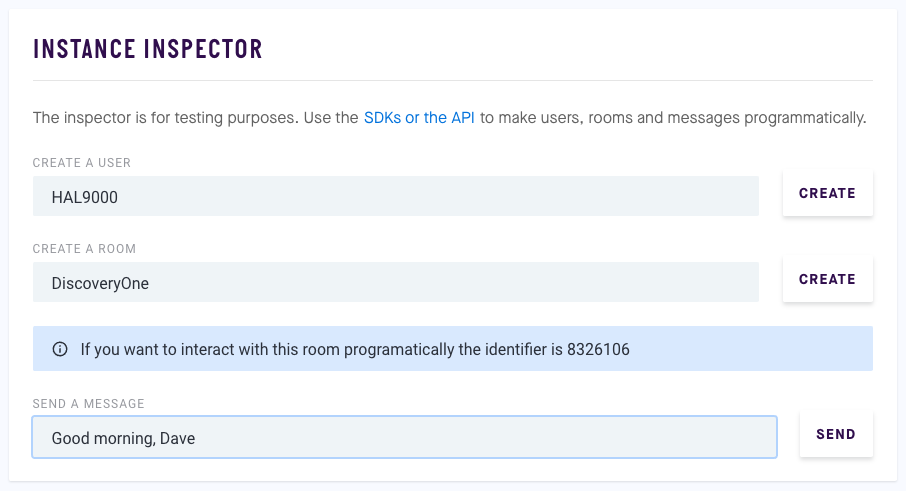 INSTANCE INSPECTOR
The inspector is for testing purposes. Use the SDKs or the API to make users, rooms and messages programmatically.
CREATE A USER
HAL9000
CREATE
CREATE A ROOM
DiscoveryOne
CREATE
If you want to interact with this room programatically the identifier is 8326106
SEND A MESSAGE
Good morning, Dave
SEND